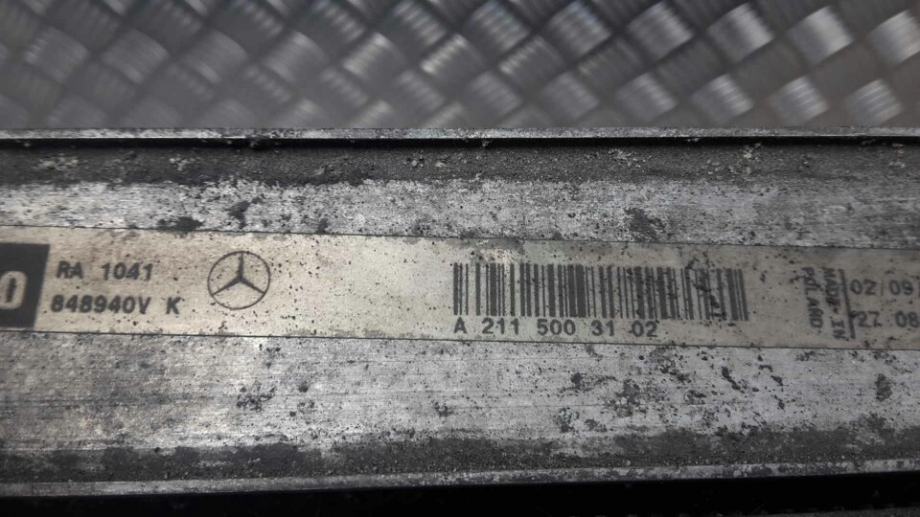 RA 1041
848940V K
A 211 500 31 02
MADE IN
POLAND
02/09
27 08